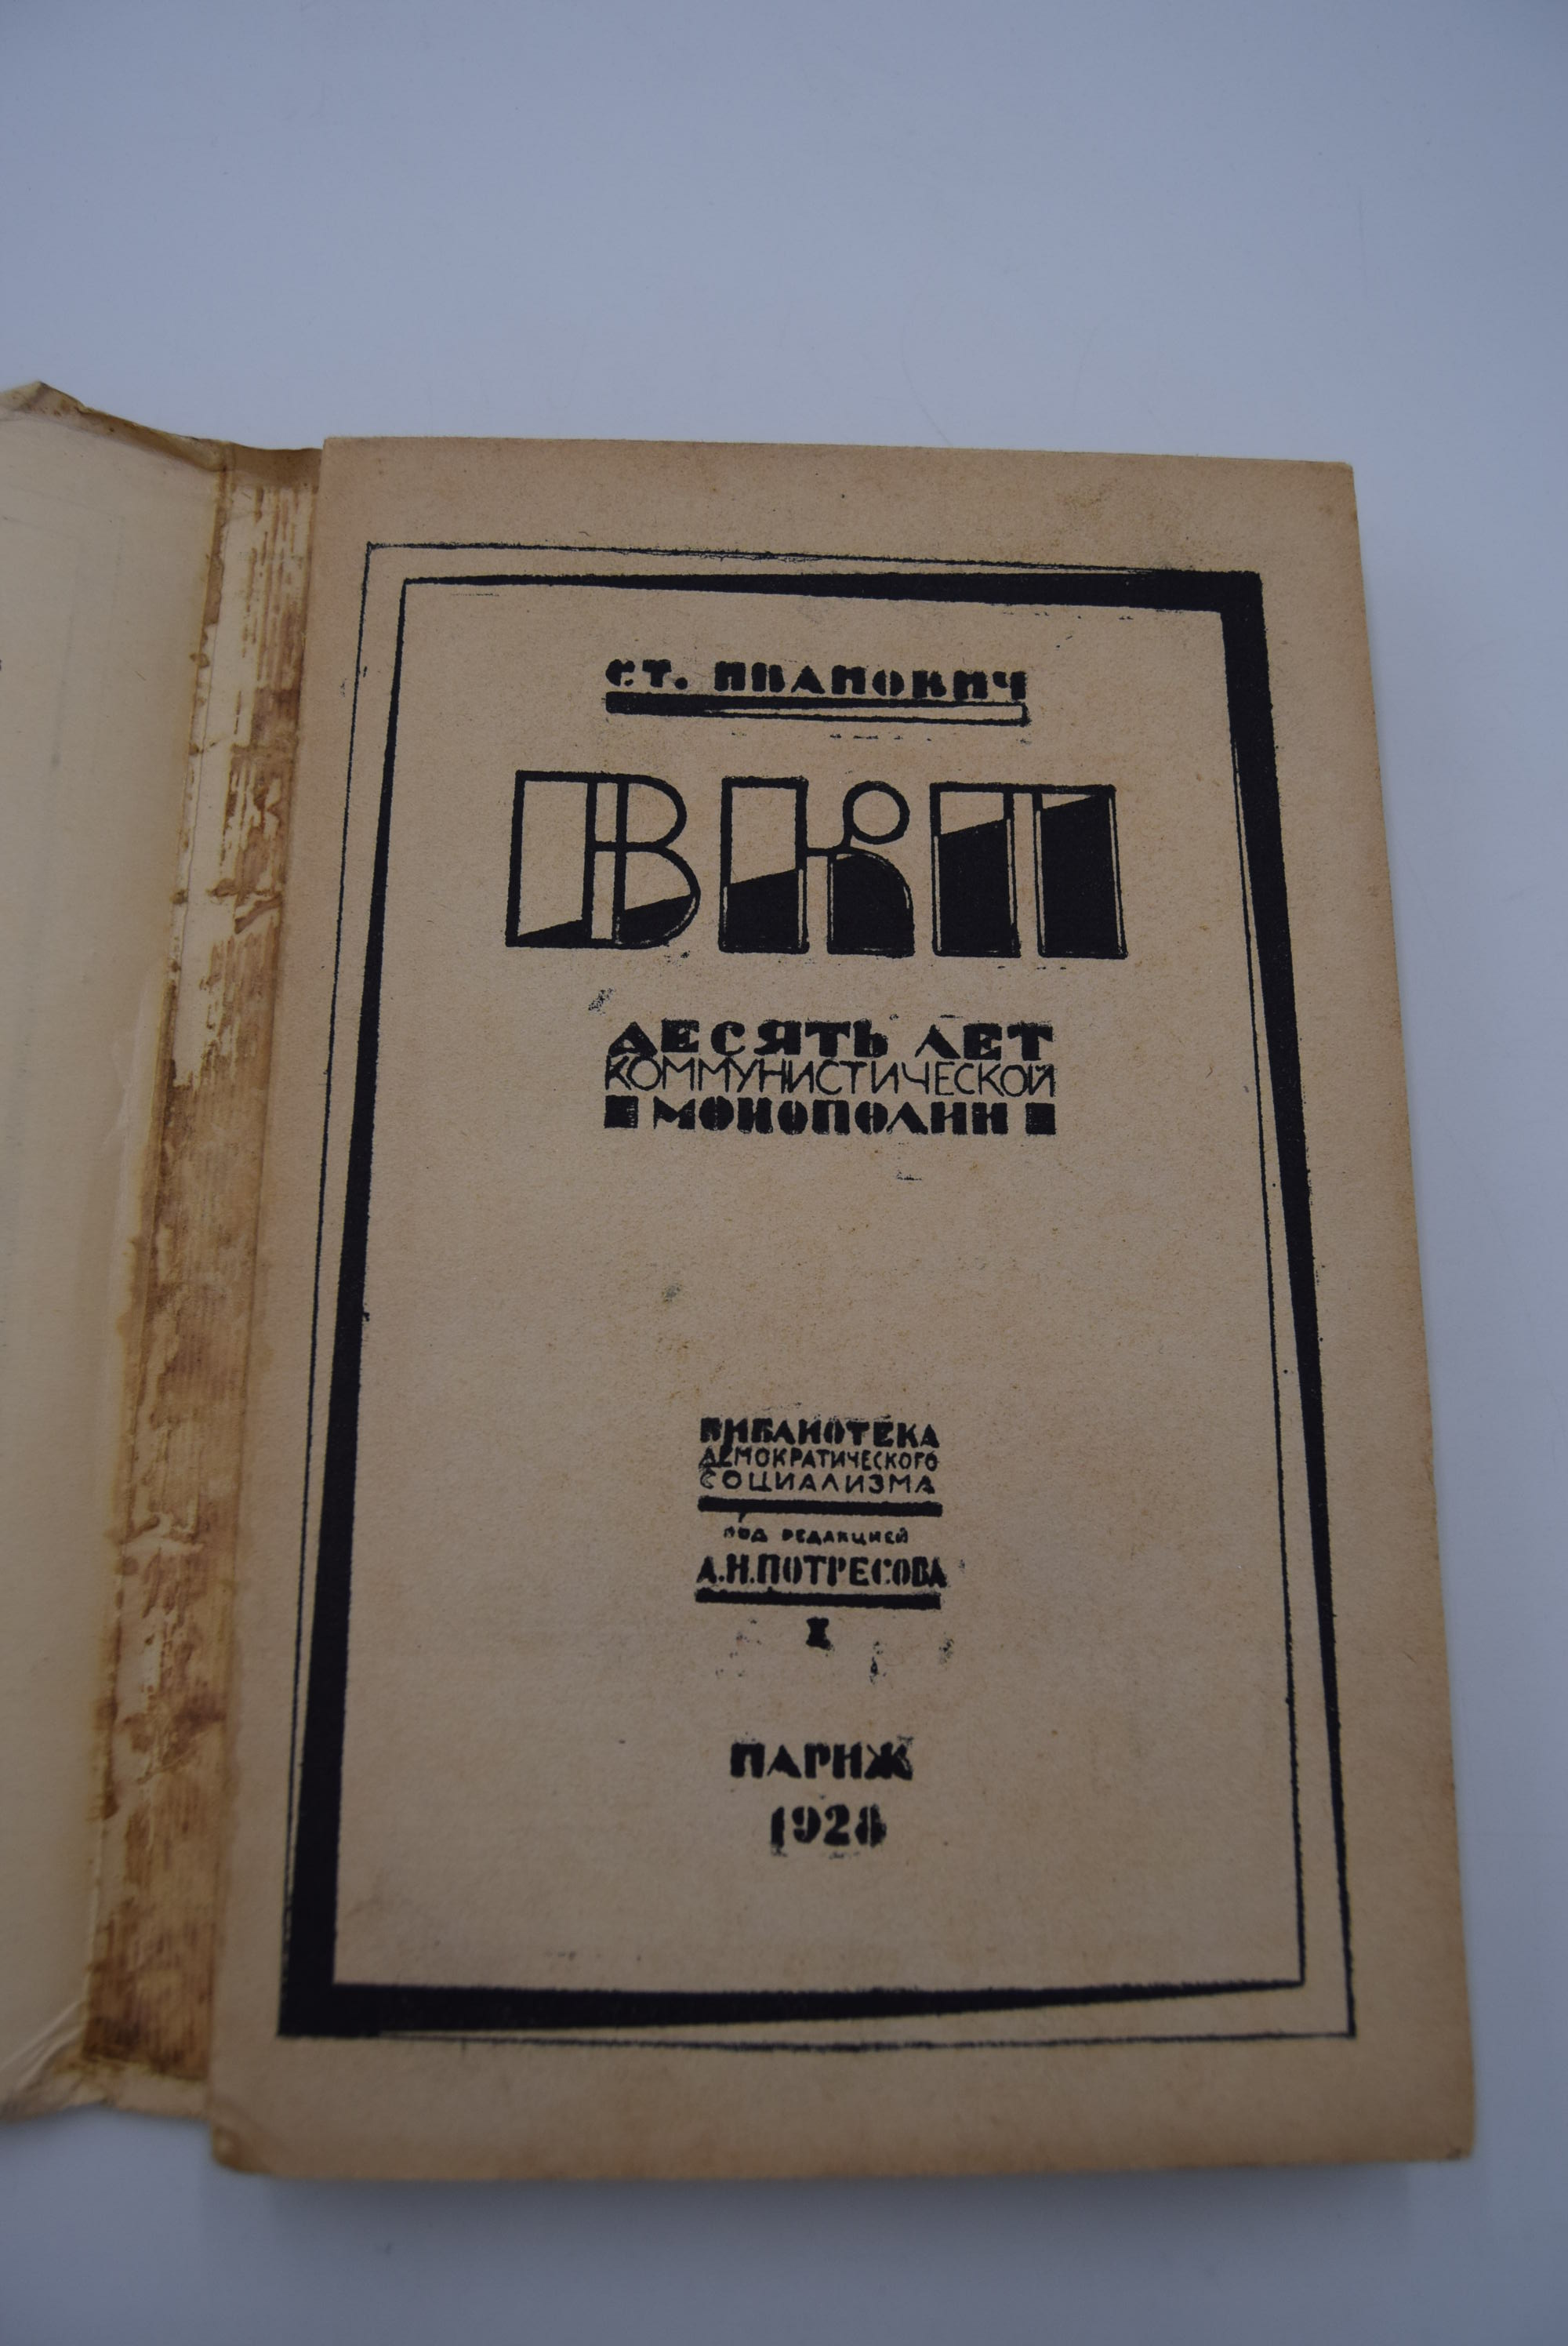 СТ. ИВАНОВИЧ
ВКП
ДЕСЯТЬ ЛЕТ
КОММУНИСТИЧЕСКОЙ
МОНОПОЛИИ
БИБЛИОТЕКА
ДЕМОКРАТИЧЕСКОГО
СОЦИАЛИЗМА
ПОД РЕДАКЦИЕЙ
А.Н.ПОТРЕСОВА
I
ПАРИЖ
1928